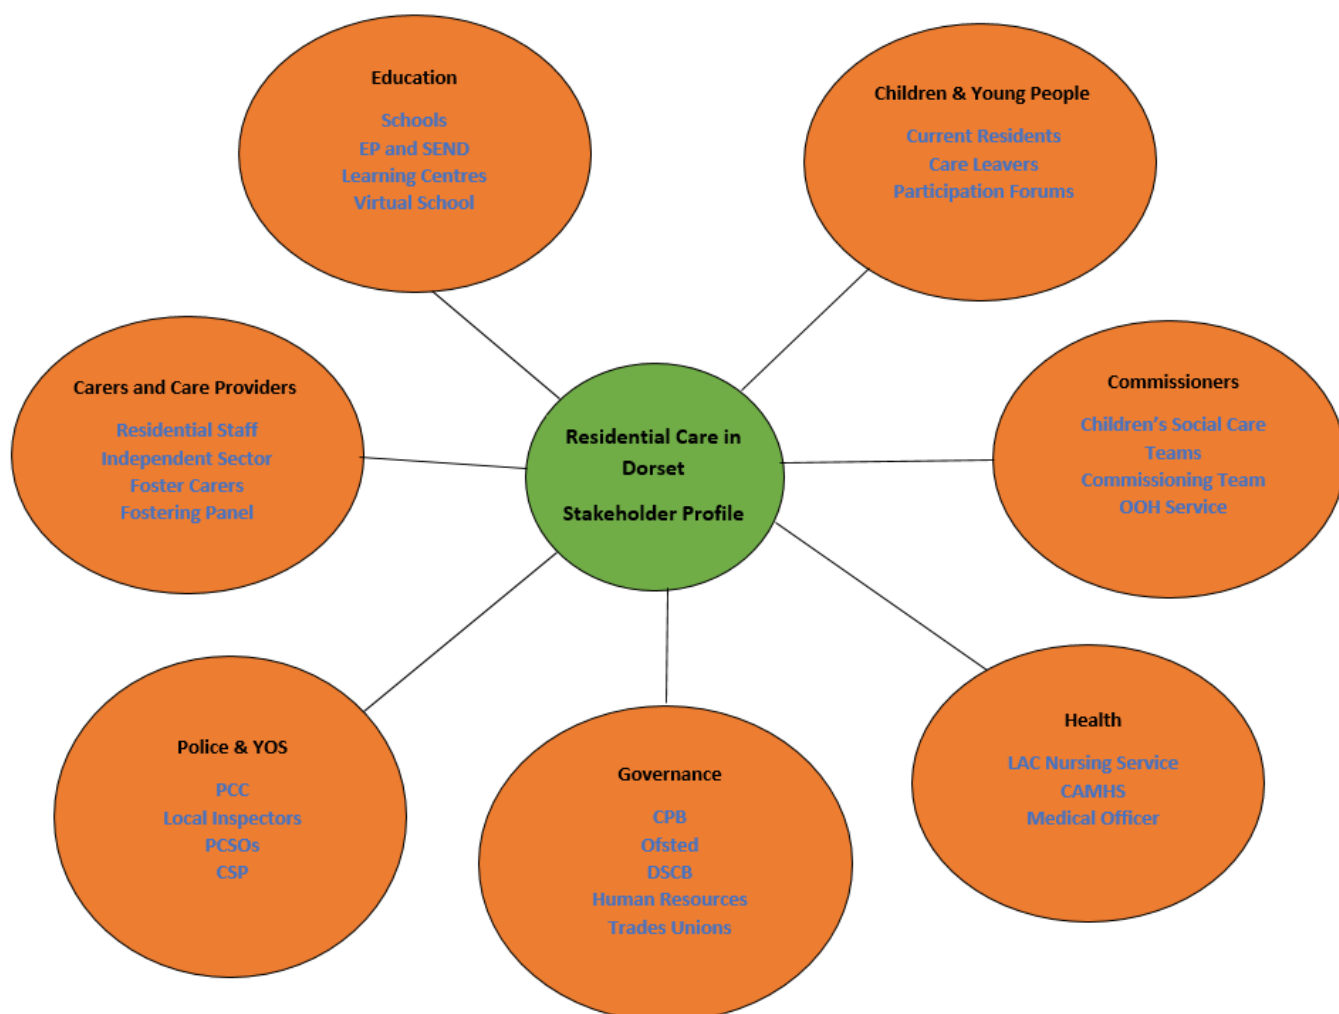 Education
Schools
EP and SEND
Learning Centres
Virtual School
Children & Young People
Current Residents
Care Leavers
Participation Forums
Carers and Care Providers
Residential Staff
Independent Sector
Foster Carers
Fostering Panel
Residential Care in
Dorset
Stakeholder Profile
Commissioners
Children’s Social Care
Teams
Commissioning Team
OOH Service
Police & YOS
PCC
Local Inspectors
PCSOs
CSP
Governance
CPB
Ofsted
DSCB
Human Resources
Trades Unions
Health
LAC Nursing Service
CAMHS
Medical Officer